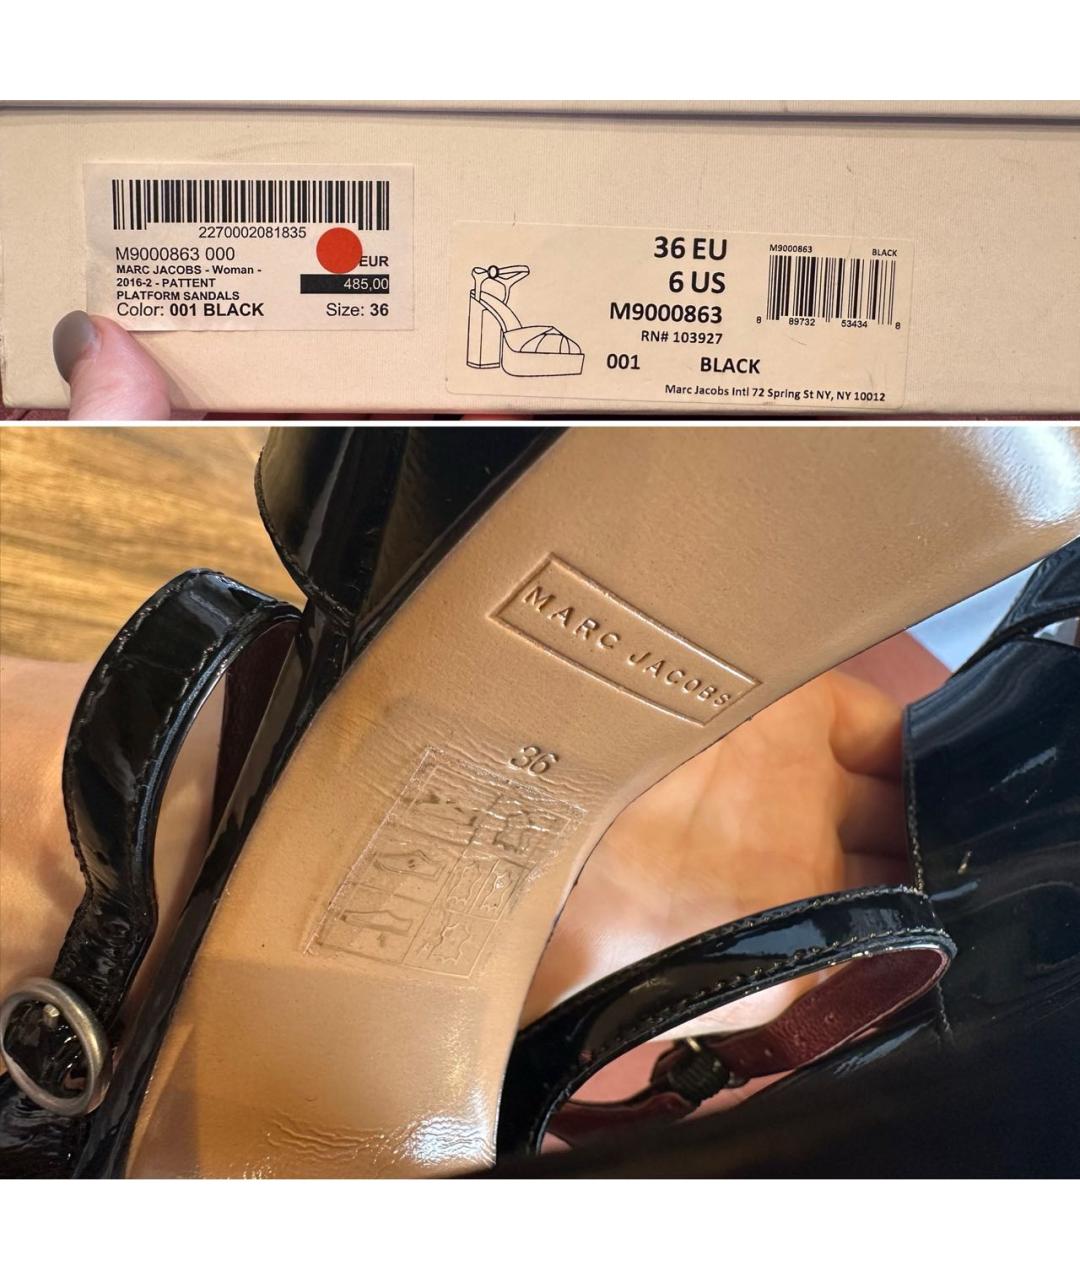 2270002081835
M9000863 000
MARC JACOBS - Woman -
2016-2 - PATTENT
PLATFORM SANDALS
EUR
485,00
Color: 001 BLACK Size: 36
36 EU
6 US
M9000863
RN# 103927
001 BLACK
M9000863 BLACK
8 89732 53434 8
Marc Jacobs Intl 72 Spring St NY, NY 10012
MARC JACOBS
36